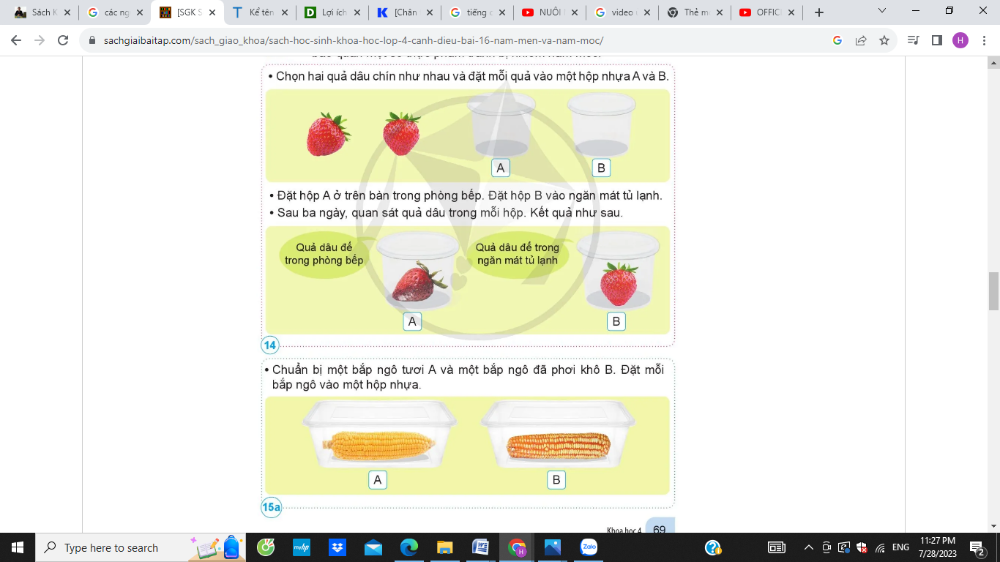 Sách K
các ng
[SGK S
Kể tên
Lợi ích
[Chân
tiếng c
NUÔI
video
Thẻ m
OFFIC
sachgiaibaitap.com/sach_giao_khoa/sach-hoc-sinh-khoa-hoc-lop-4-canh-dieu-bai-16-nam-men-va-nam-moc/
H
• Chọn hai quả dâu chín như nhau và đặt mỗi quả vào một hộp nhựa A và B.
A
B
• Đặt hộp A ở trên bàn trong phòng bếp. Đặt hộp B vào ngăn mát tủ lạnh.
• Sau ba ngày, quan sát quả dâu trong mỗi hộp. Kết quả như sau.
Quả dâu để
trong phòng bếp
Quả dâu để trong
ngăn mát tủ lạnh
A
B
14
• Chuẩn bị một bắp ngô tươi A và một bắp ngô đã phơi khô B. Đặt mỗi
bắp ngô vào một hộp nhựa.
A
B
15a
Khoa học 4
69
Type here to search
myhp
Zalo
ENG
11:27 PM
7/28/2023
2